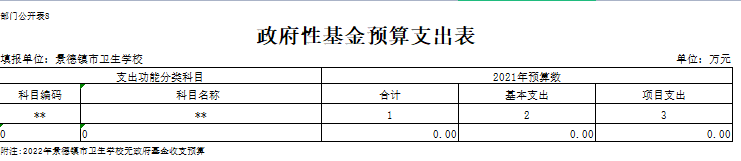 部门公开表8
政府性基金预算支出表
填报单位：景德镇市卫生学校 单位：万元
支出功能分类科目 2021年预算数
科目编码 科目名称 合计 基本支出 项目支出
** ** 1 2 3
0 0 0.00 0.00 0.00
附注:2022年景德镇市卫生学校无政府基金收支预算